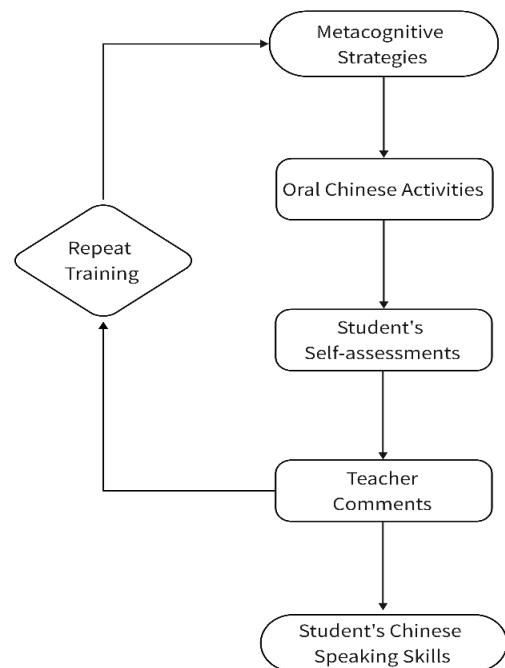 Metacognitive
Strategies
Oral Chinese Activities
Repeat
Training
Student's
Self-assessments
Teacher
Comments
Student's Chinese
Speaking Skills